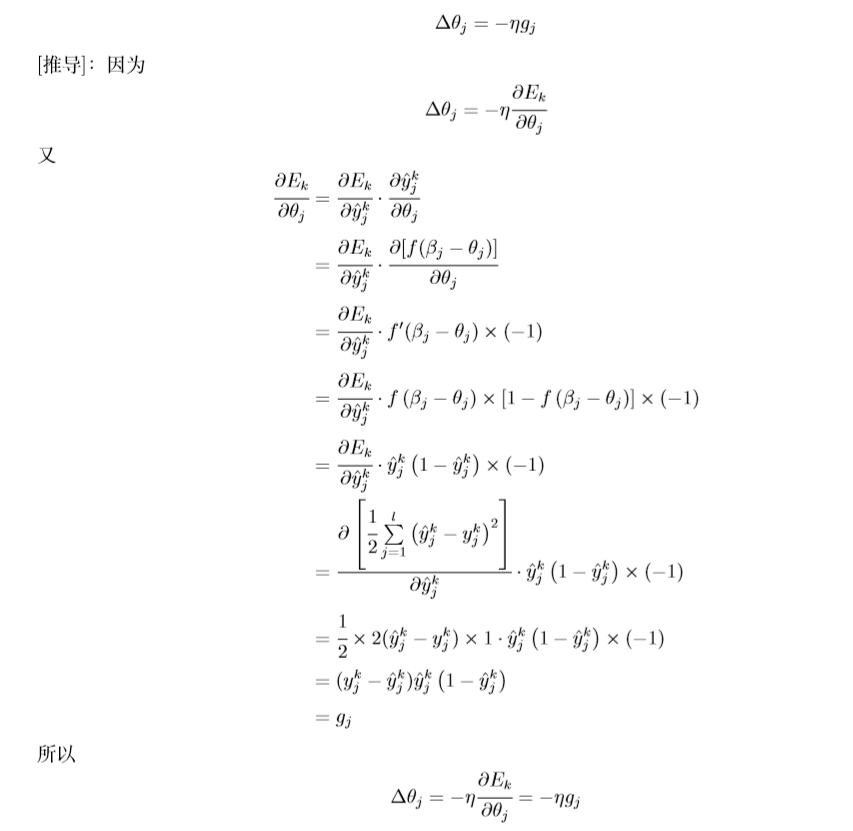 Δθ_j = −ηg_j
[推导]：因为
Δθ_j = −η ∂E_k/∂θ_j
又
∂E_k/∂θ_j = ∂E_k/∂ŷ_j^k · ∂ŷ_j^k/∂θ_j
= ∂E_k/∂ŷ_j^k · ∂[f(β_j − θ_j)]/∂θ_j
= ∂E_k/∂ŷ_j^k · f′(β_j − θ_j) × (−1)
= ∂E_k/∂ŷ_j^k · f (β_j − θ_j) × [1 − f (β_j − θ_j)] × (−1)
= ∂E_k/∂ŷ_j^k · ŷ_j^k (1 − ŷ_j^k) × (−1)
= ∂[1/2 ∑_{j=1}^{l} (ŷ_j^k − y_j^k)^2]/∂ŷ_j^k · ŷ_j^k (1 − ŷ_j^k) × (−1)
= 1/2 × 2(ŷ_j^k − y_j^k) × 1 · ŷ_j^k (1 − ŷ_j^k) × (−1)
= (y_j^k − ŷ_j^k)ŷ_j^k (1 − ŷ_j^k)
= g_j
所以
Δθ_j = −η ∂E_k/∂θ_j = −ηg_j